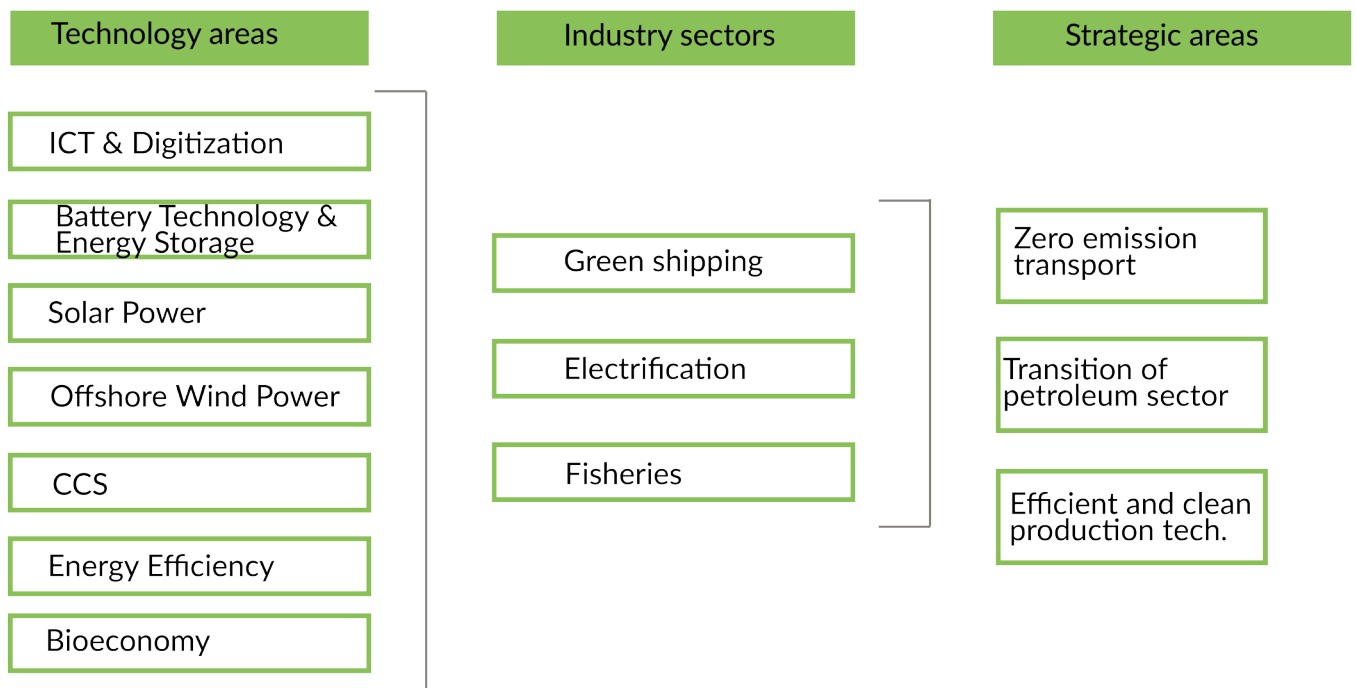 Technology areas
ICT & Digitization
Battery Technology &
Energy Storage
Solar Power
Offshore Wind Power
CCS
Energy Efficiency
Bioeconomy
Industry sectors
Green shipping
Electrification
Fisheries
Strategic areas
Zero emission
transport
Transition of
petroleum sector
Efficient and clean
production tech.